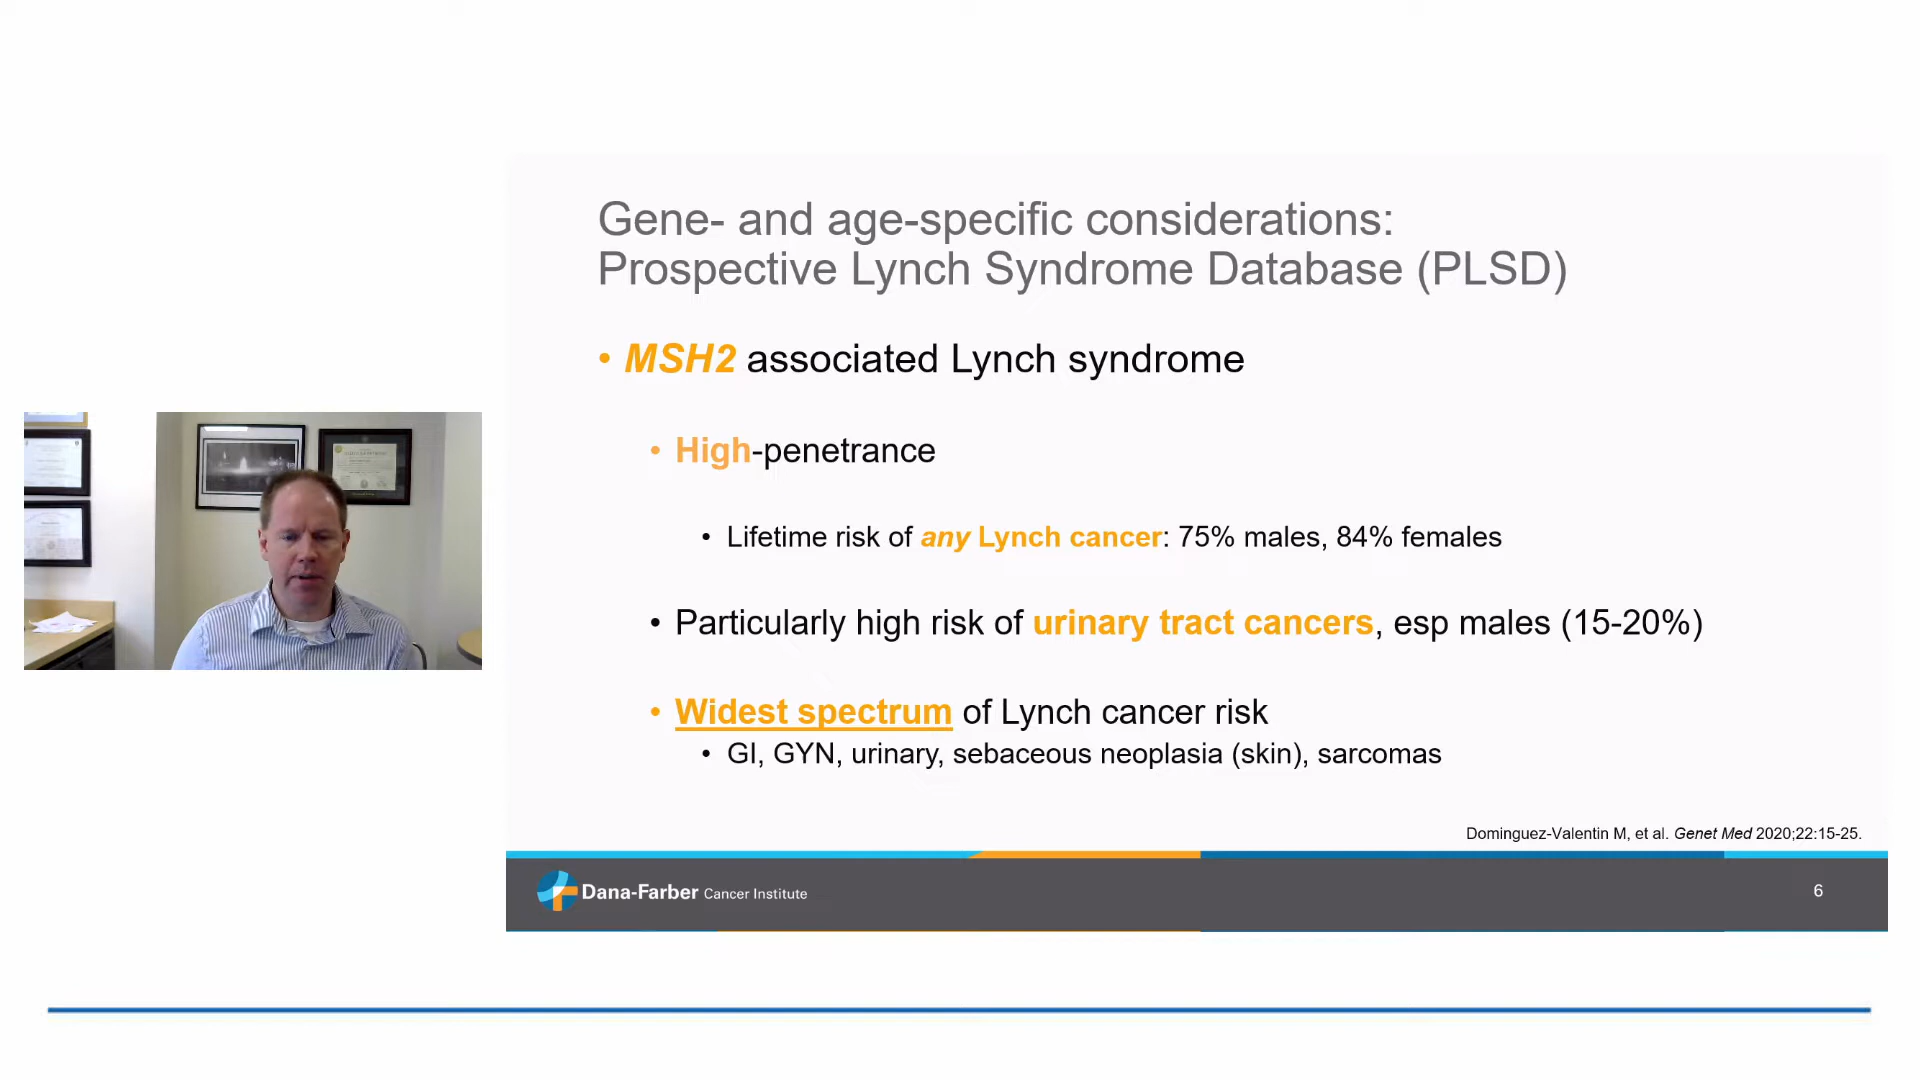 Gene- and age-specific considerations:
Prospective Lynch Syndrome Database (PLSD)
• MSH2 associated Lynch syndrome
• High-penetrance
• Lifetime risk of any Lynch cancer: 75% males, 84% females
• Particularly high risk of urinary tract cancers, esp males (15-20%)
• Widest spectrum of Lynch cancer risk
• GI, GYN, urinary, sebaceous neoplasia (skin), sarcomas
Dominguez-Valentin M, et al. Genet Med 2020;22:15-25.
Dana-Farber Cancer Institute
6